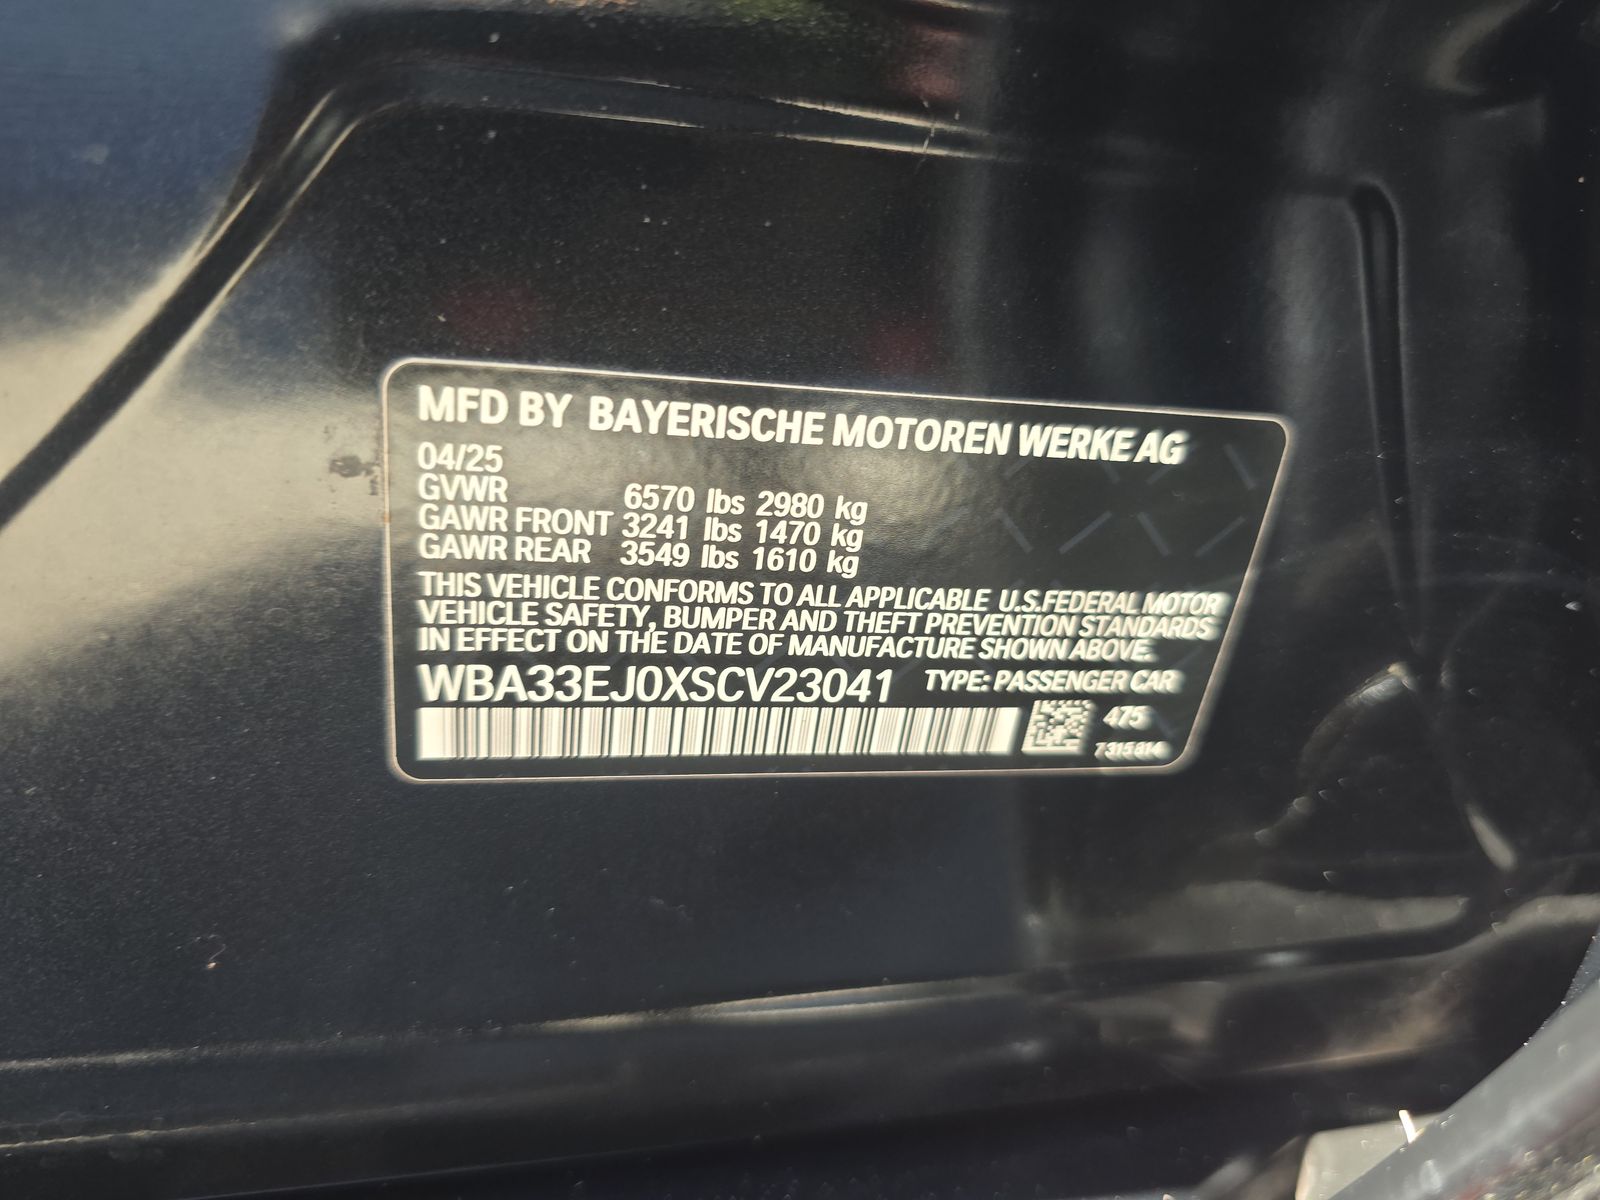 MFD BY BAYERISCHE MOTOREN WERKE AG
04/25
GVWR 6570 lbs 2980 kg
GAWR FRONT 3241 lbs 1470 kg
GAWR REAR 3549 lbs 1610 kg
THIS VEHICLE CONFORMS TO ALL APPLICABLE U.S.FEDERAL MOTOR
VEHICLE SAFETY, BUMPER AND THEFT PREVENTION STANDARDS
IN EFFECT ON THE DATE OF MANUFACTURE SHOWN ABOVE.
WBA33EJ0XSCV23041 TYPE: PASSENGER CAR
475
7315814